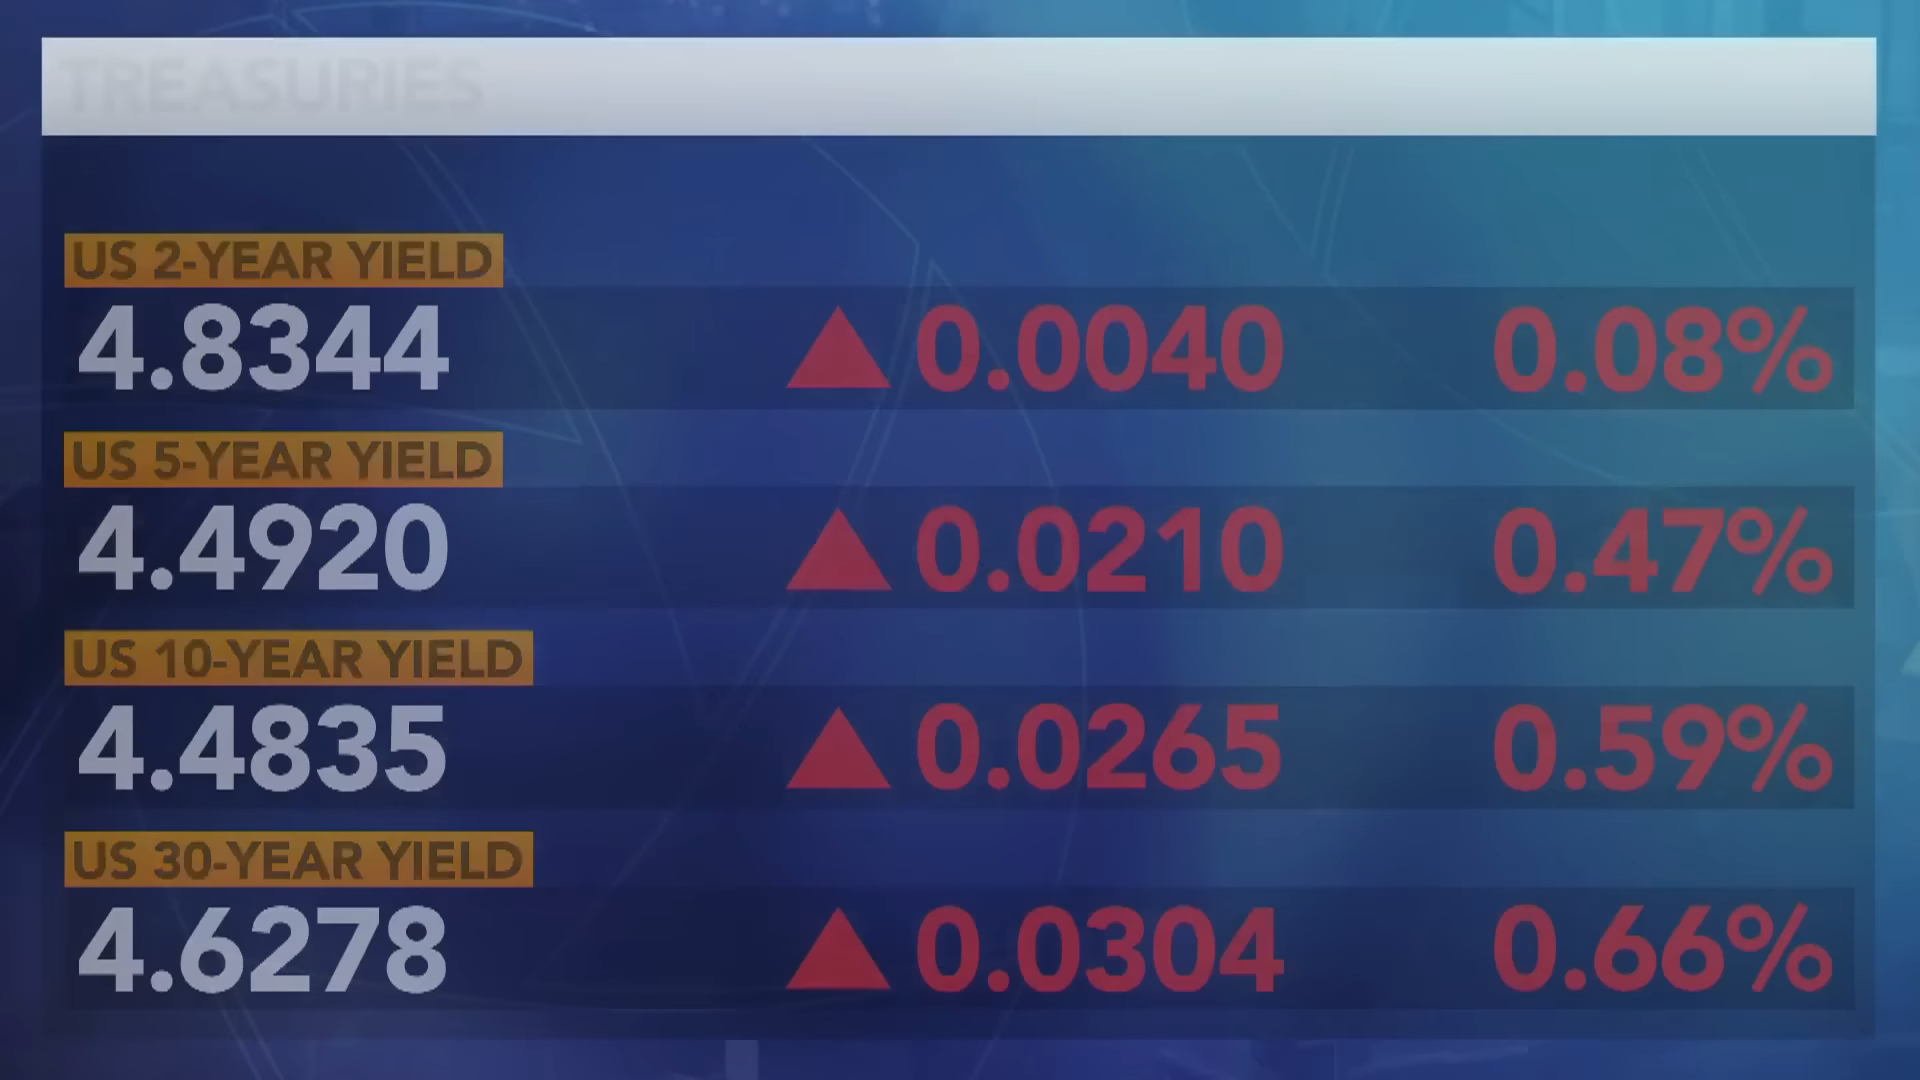 TREASURIES
US 2-YEAR YIELD
4.8344 ▲ 0.0040 0.08%
US 5-YEAR YIELD
4.4920 ▲ 0.0210 0.47%
US 10-YEAR YIELD
4.4835 ▲ 0.0265 0.59%
US 30-YEAR YIELD
4.6278 ▲ 0.0304 0.66%